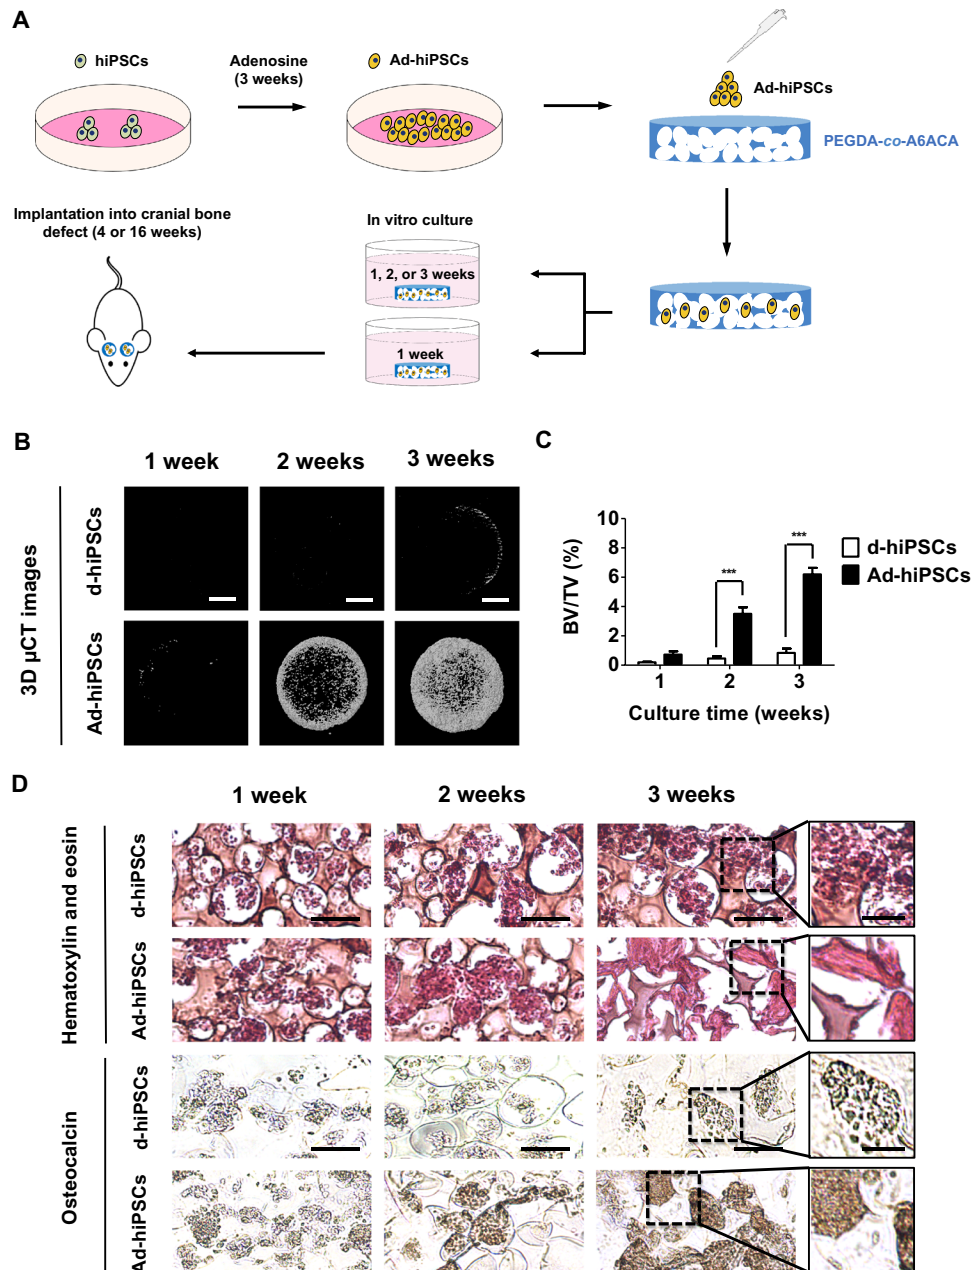 A
hiPSCs
Adenosine
(3 weeks)
Ad-hiPSCs
Ad-hiPSCs
PEGDA-co-A6ACA
Implantation into cranial bone
defect (4 or 16 weeks)
In vitro culture
1, 2, or 3 weeks
1 week
B
1 week
2 weeks
3 weeks
3D µCT images
d-hiPSCs
Ad-hiPSCs
C
BV/TV (%)
10
8
6
4
2
0
***
***
1
2
3
Culture time (weeks)
d-hiPSCs
Ad-hiPSCs
D
1 week
2 weeks
3 weeks
Hematoxylin and eosin
d-hiPSCs
Ad-hiPSCs
Osteocalcin
d-hiPSCs
Ad-hiPSCs